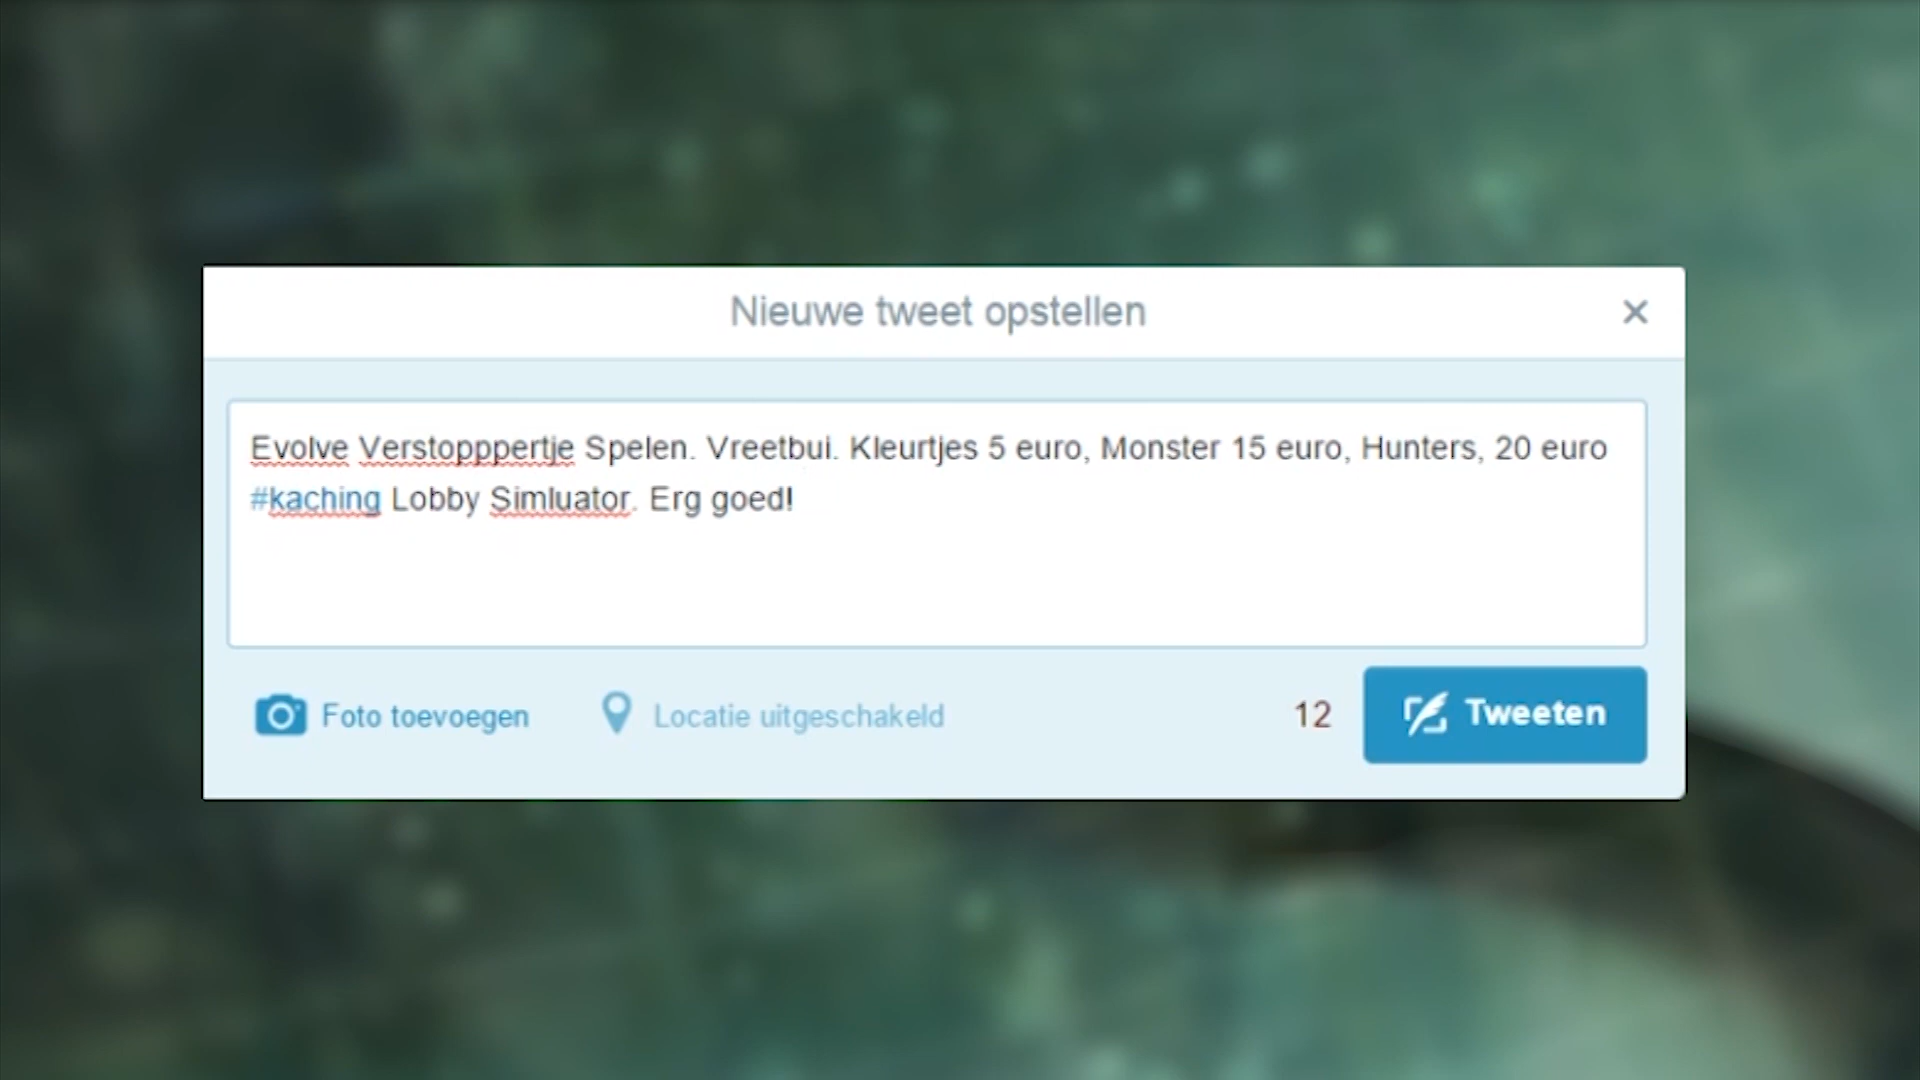 Nieuwe tweet opstellen
Evolve Verstopppertje Spelen. Vreetbui. Kleurtjes 5 euro, Monster 15 euro, Hunters, 20 euro
#kaching Lobby Simluator. Erg goed!
Foto toevoegen
Locatie uitgeschakeld
12
Tweeten